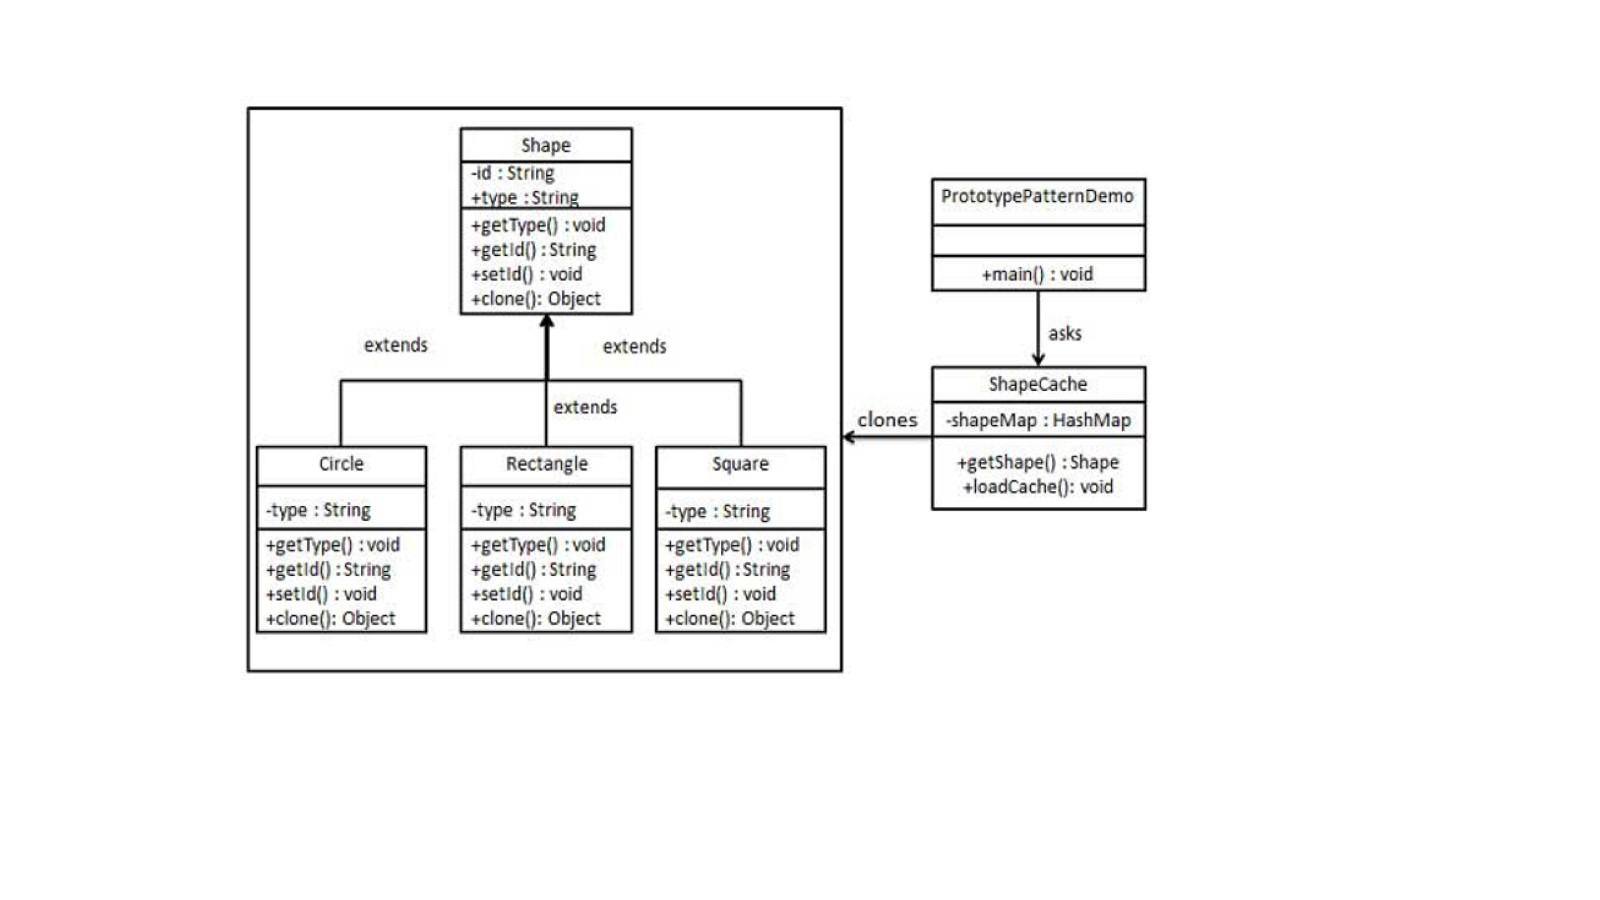 Shape
-id : String
+type : String
+getType() : void
+getId() : String
+setId() : void
+clone(): Object
extends
extends
extends
Circle
-type : String
+getType() : void
+getId() : String
+setId() : void
+clone(): Object
Rectangle
-type : String
+getType() : void
+getId() : String
+setId() : void
+clone(): Object
Square
-type : String
+getType() : void
+getId() : String
+setId() : void
+clone(): Object
PrototypePatternDemo
+main() : void
asks
ShapeCache
-shapeMap : HashMap
+getShape() : Shape
+loadCache(): void
clones